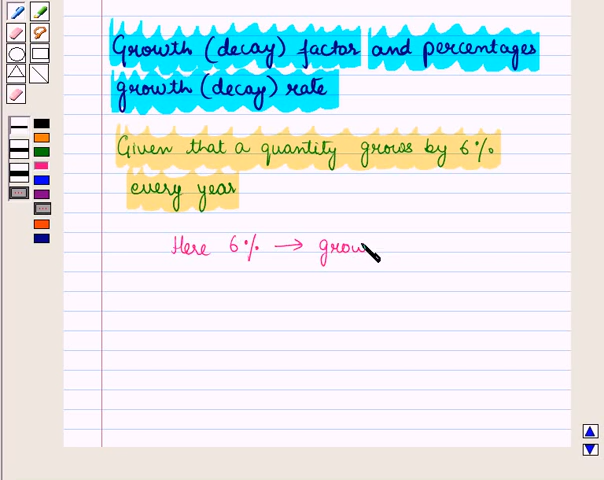 Growth (decay) factor and percentages
growth (decay) rate
Given that a quantity grows by 6%
every year
Here 6% → grow